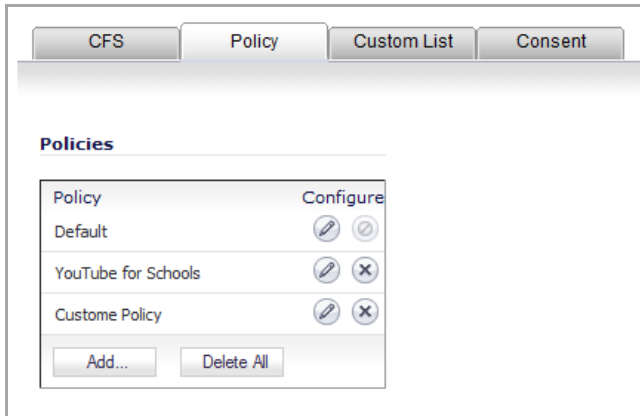 CFS Policy Custom List Consent
Policies
Policy Configure
Default
YouTube for Schools
Custome Policy
Add... Delete All